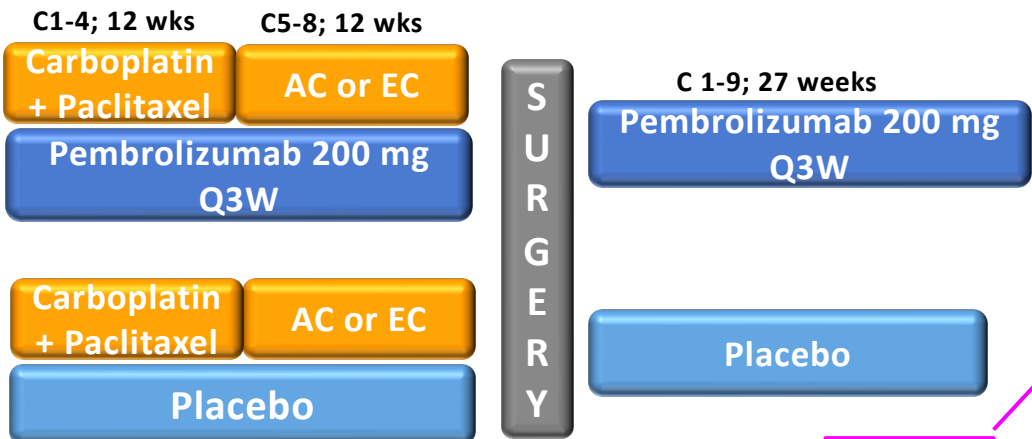 C1-4; 12 wks
C5-8; 12 wks
Carboplatin
+ Paclitaxel
AC or EC
Pembrolizumab 200 mg
Q3W
S
U
R
G
E
R
Y
C 1-9; 27 weeks
Pembrolizumab 200 mg
Q3W
Carboplatin
+ Paclitaxel
AC or EC
Placebo
Placebo